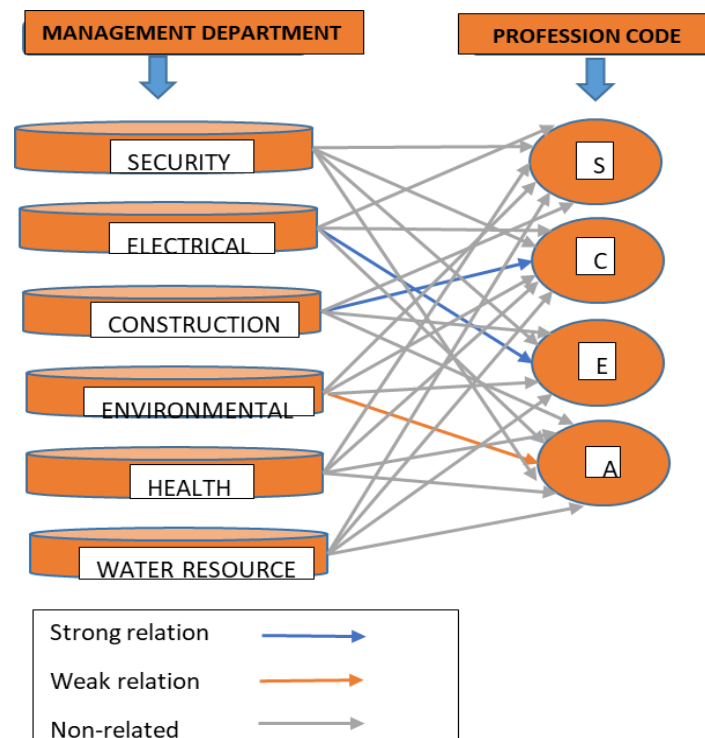 MANAGEMENT DEPARTMENT
PROFESSION CODE
SECURITY
S
ELECTRICAL
C
CONSTRUCTION
E
ENVIRONMENTAL
A
HEALTH
WATER RESOURCE
Strong relation
Weak relation
Non-related